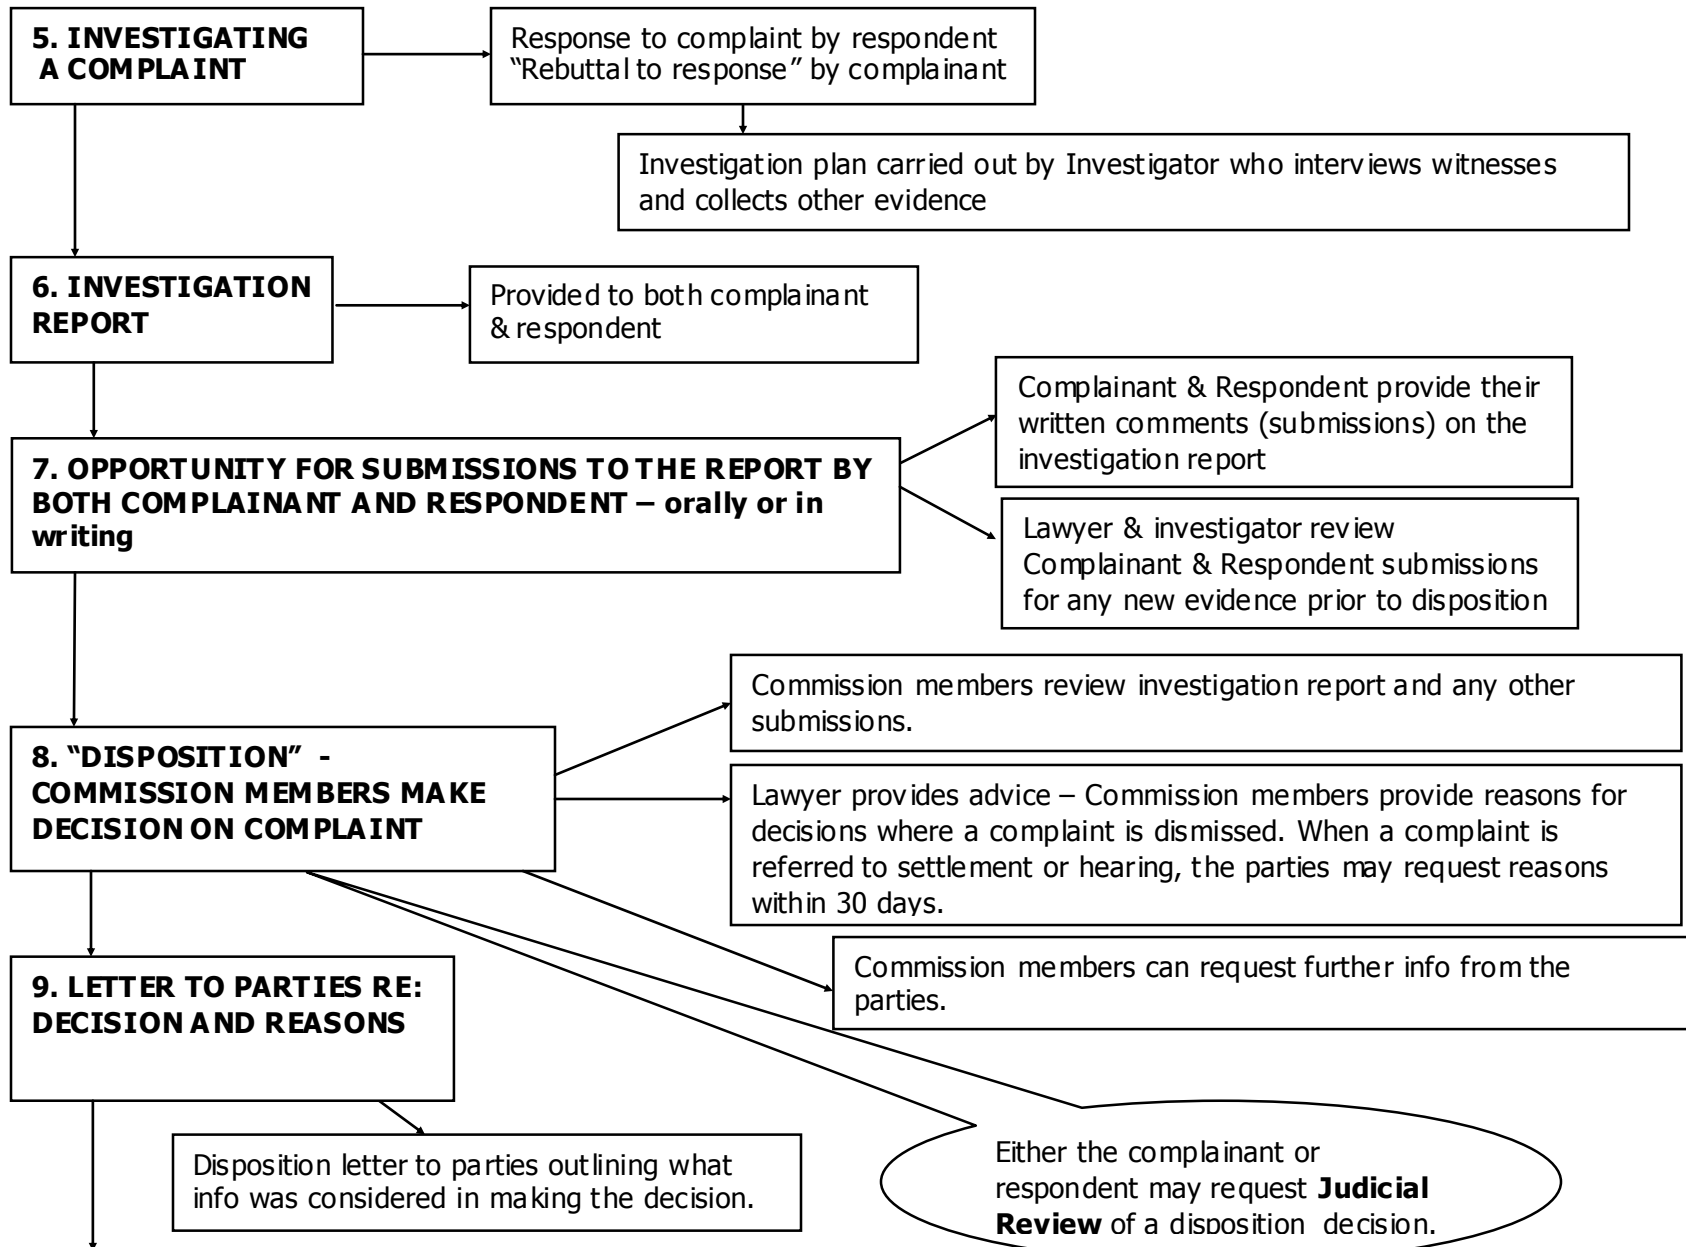 5. INVESTIGATING
A COMPLAINT
Response to complaint by respondent
“Rebuttal to response” by complainant
Investigation plan carried out by Investigator who interviews witnesses
and collects other evidence
6. INVESTIGATION
REPORT
Provided to both complainant
& respondent
7. OPPORTUNITY FOR SUBMISSIONS TO THE REPORT BY
BOTH COMPLAINANT AND RESPONDENT – orally or in
writing
Complainant & Respondent provide their
written comments (submissions) on the
investigation report
Lawyer & investigator review
Complainant & Respondent submissions
for any new evidence prior to disposition
8. “DISPOSITION” -
COMMISSION MEMBERS MAKE
DECISION ON COMPLAINT
Commission members review investigation report and any other
submissions.
Lawyer provides advice – Commission members provide reasons for
decisions where a complaint is dismissed. When a complaint is
referred to settlement or hearing, the parties may request reasons
within 30 days.
Commission members can request further info from the
parties.
9. LETTER TO PARTIES RE:
DECISION AND REASONS
Disposition letter to parties outlining what
info was considered in making the decision.
Either the complainant or
respondent may request Judicial
Review of a disposition decision.